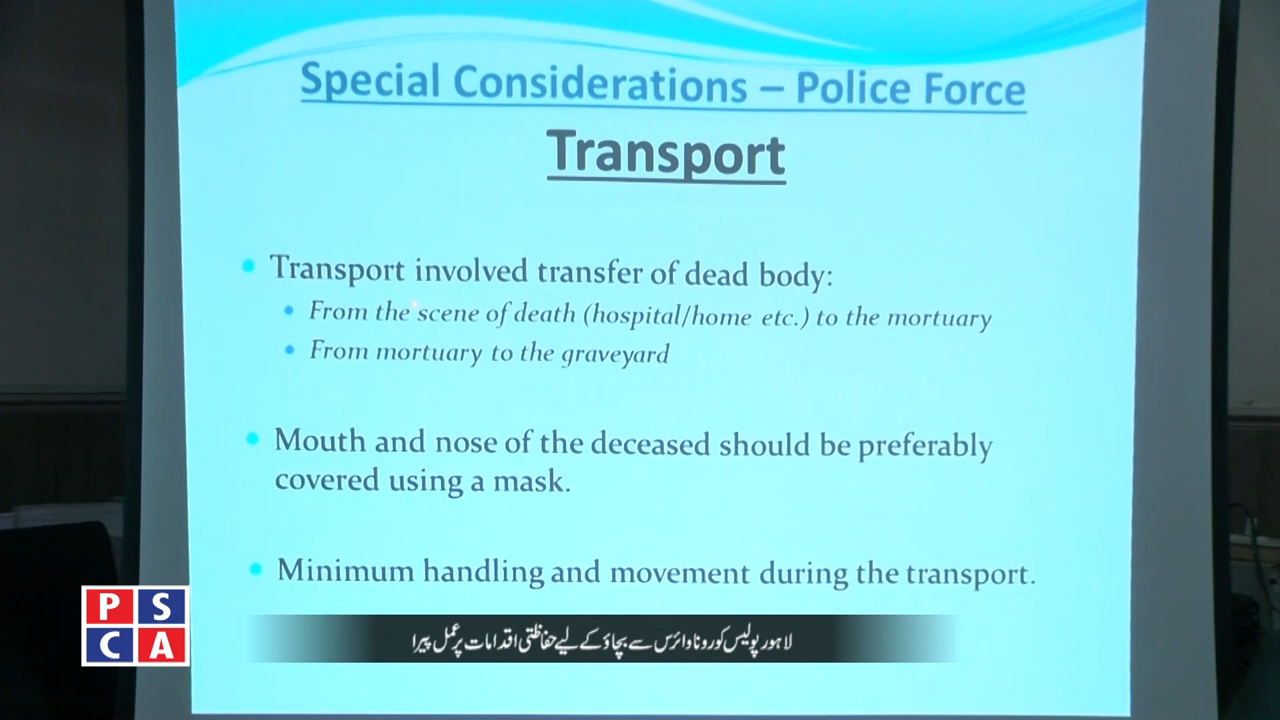 Special Considerations – Police Force
Transport
• Transport involved transfer of dead body:
• From the scene of death (hospital/home etc.) to the mortuary
• From mortuary to the graveyard
• Mouth and nose of the deceased should be preferably
covered using a mask.
• Minimum handling and movement during the transport.
PS
CA
لاہور پولیس کورونا وائرس سے بچاؤ کے لیے حفاظتی اقدامات پر عمل پیرا